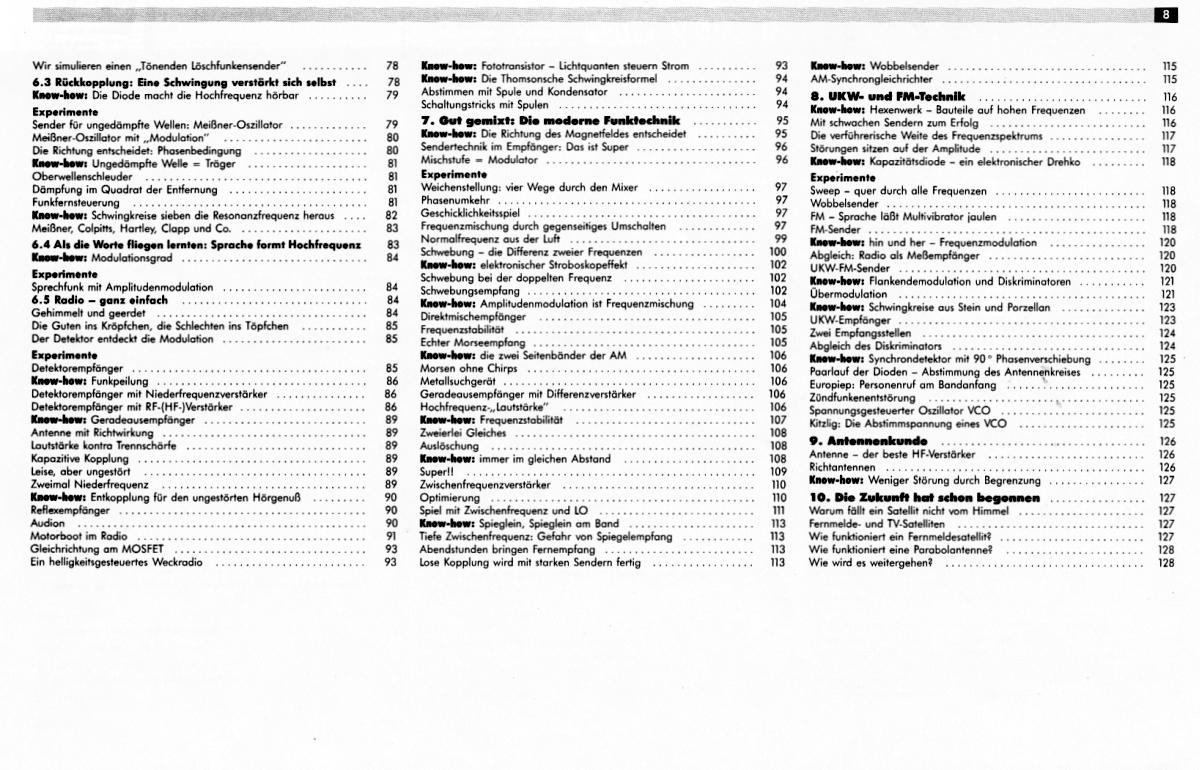 8
Wir simulieren einen „Tönenden Löschfunkensender“ .......... 78
6.3 Rückkopplung: Eine Schwingung verstärkt sich selbst .... 78
Know-how: Die Diode macht die Hochfrequenz hörbar ......... 79
Experimente
Sender für ungedämpfte Wellen: Meißner-Oszillator .......... 79
Meißner-Oszillator mit „Modulation“ .......... 80
Die Richtung entscheidet: Phasenbedingung .......... 80
Know-how: Ungedämpfte Welle = Träger .......... 81
Oberwellenschleuder .......... 81
Dämpfung im Quadrat der Entfernung .......... 81
Funkfernsteuerung .......... 81
Know-how: Schwingkreise sieben die Resonanzfrequenz heraus .... 82
Meißner, Colpitts, Hartley, Clapp und Co. .......... 83
6.4 Als die Worte fliegen lernten: Sprache formt Hochfrequenz 83
Know-how: Modulationsgrad .......... 84
Experimente
Sprechfunk mit Amplitudenmodulation .......... 84
6.5 Radio – ganz einfach .......... 84
Gehimmelt und geerdet .......... 84
Die Guten ins Kröpfchen, die Schlechten ins Töpfchen .......... 85
Der Detektor entdeckt die Modulation .......... 85
Experimente
Detektorempfänger .......... 85
Know-how: Funkpeilung .......... 86
Detektorempfänger mit Niederfrequenzverstärker .......... 86
Detektorempfänger mit RF-(HF-)Verstärker .......... 86
Know-how: Geradeausempfänger .......... 89
Antenne mit Richtwirkung .......... 89
Lautstärke kontra Trennschärfe .......... 89
Kapazitive Kopplung .......... 89
Leise, aber ungestört .......... 89
Zweimal Niederfrequenz .......... 89
Know-how: Entkopplung für den ungestörten Hörgenuß .......... 90
Reflexempfänger .......... 90
Audion .......... 90
Motorboot im Radio .......... 91
Gleichrichtung am MOSFET .......... 93
Ein helligkeitsgesteuertes Weckradio .......... 93
Know-how: Fototransistor – Lichtquanten steuern Strom .......... 93
Know-how: Die Thomsonsche Schwingkreisformel .......... 94
Abstimmen mit Spule und Kondensator .......... 94
Schaltungstricks mit Spulen .......... 94
7. Gut gemixt: Die moderne Funktechnik .......... 95
Know-how: Die Richtung des Magnetfeldes entscheidet .......... 95
Sendertechnik im Empfänger: Das ist Super .......... 96
Mischstufe = Modulator .......... 96
Experimente
Weichenstellung: vier Wege durch den Mixer .......... 97
Phasenumkehr .......... 97
Geschicklichkeitsspiel .......... 97
Frequenzmischung durch gegenseitiges Umschalten .......... 97
Normalfrequenz aus der Luft .......... 99
Schwebung – die Differenz zweier Frequenzen .......... 100
Know-how: elektronischer Stroboskopeffekt .......... 102
Schwebung bei der doppelten Frequenz .......... 102
Schwebungsempfang .......... 102
Know-how: Amplitudenmodulation ist Frequenzmischung .......... 104
Direktmischempfänger .......... 105
Frequenzstabilität .......... 105
Echter Morseempfang .......... 105
Know-how: die zwei Seitenbänder der AM .......... 106
Morsen ohne Chirps .......... 106
Metallsuchgerät .......... 106
Geradeausempfänger mit Differenzverstärker .......... 106
Hochfrequenz-„Lautstärke“ .......... 106
Know-how: Frequenzstabilität .......... 107
Zweierlei Gleiches .......... 108
Auslöschung .......... 108
Know-how: immer im gleichen Abstand .......... 108
Super!! .......... 109
Zwischenfrequenzverstärker .......... 110
Optimierung .......... 110
Spiel mit Zwischenfrequenz und LO .......... 111
Know-how: Spieglein, Spieglein am Band .......... 113
Tiefe Zwischenfrequenz: Gefahr von Spiegelempfang .......... 113
Abendstunden bringen Fernempfang .......... 113
Lose Kopplung wird mit starken Sendern fertig .......... 113
Know-how: Wobbelsender .......... 115
AM-Synchrongleichrichter .......... 115
8. UKW- und FM-Technik .......... 116
Know-how: Hexenwerk – Bauteile auf hohen Frequenzen .......... 116
Mit schwachen Sendern zum Erfolg .......... 116
Die verführerische Weite des Frequenzspektrums .......... 117
Störungen sitzen auf der Amplitude .......... 117
Know-how: Kapazitätsdiode – ein elektronischer Drehko .......... 118
Experimente
Sweep – quer durch alle Frequenzen .......... 118
Wobbelsender .......... 118
FM – Sprache läßt Multivibrator jaulen .......... 118
FM-Sender .......... 118
Know-how: hin und her – Frequenzmodulation .......... 120
Abgleich: Radio als Meßempfänger .......... 120
UKW-FM-Sender .......... 120
Know-how: Flankendemodulation und Diskriminatoren .......... 121
Übermodulation .......... 121
Know-how: Schwingkreise aus Stein und Porzellan .......... 123
UKW-Empfänger .......... 123
Zwei Empfangsstellen .......... 124
Abgleich des Diskriminators .......... 124
Know-how: Synchrondetektor mit 90° Phasenverschiebung .......... 125
Paarlauf der Dioden – Abstimmung des Antennenkreises .......... 125
Europiep: Personenruf am Bandanfang .......... 125
Zündfunkenentstörung .......... 125
Spannungsgesteuerter Oszillator VCO .......... 125
Kitzlig: Die Abstimmspannung eines VCO .......... 125
9. Antennenkunde .......... 126
Antenne – der beste HF-Verstärker .......... 126
Richtantennen .......... 126
Know-how: Weniger Störung durch Begrenzung .......... 127
10. Die Zukunft hat schon begonnen .......... 127
Warum fällt ein Satellit nicht vom Himmel .......... 127
Fernmelde- und TV-Satelliten .......... 127
Wie funktioniert ein Fernmeldesatellit? .......... 127
Wie funktioniert eine Parabolantenne? .......... 128
Wie wird es weitergehen? .......... 128